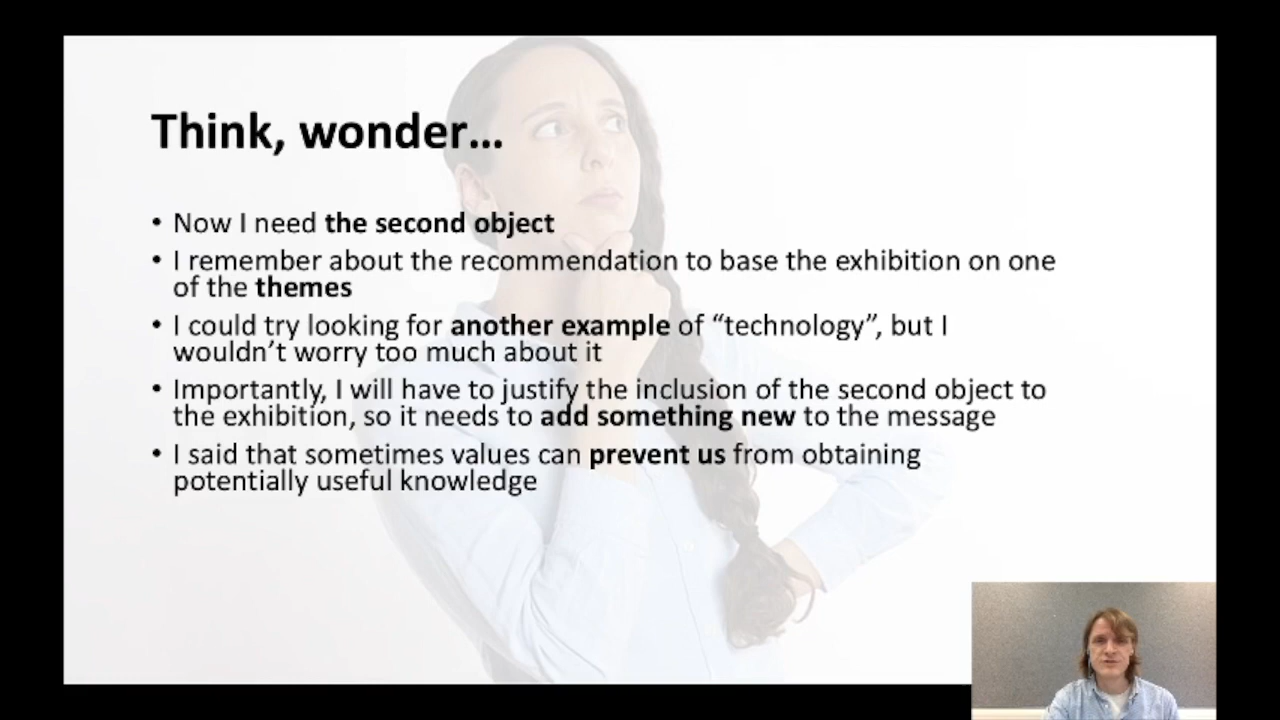 Think, wonder...
• Now I need the second object
• I remember about the recommendation to base the exhibition on one
of the themes
• I could try looking for another example of “technology”, but I
wouldn’t worry too much about it
• Importantly, I will have to justify the inclusion of the second object to
the exhibition, so it needs to add something new to the message
• I said that sometimes values can prevent us from obtaining
potentially useful knowledge